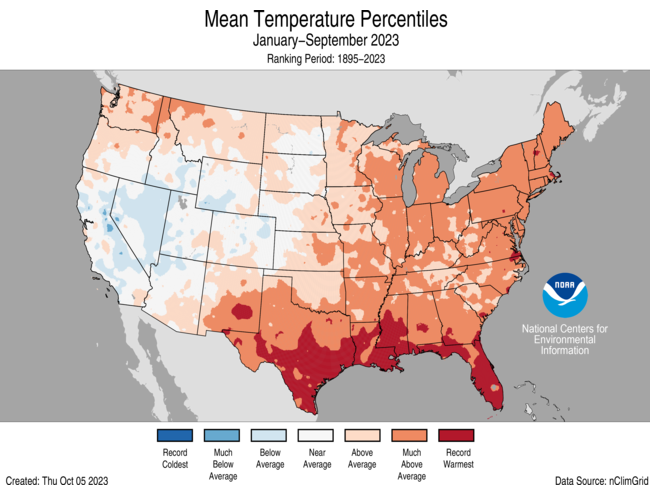 Mean Temperature Percentiles
January–September 2023
Ranking Period: 1895–2023
NOAA
National Centers for
Environmental
Information
Record
Coldest
Much
Below
Average
Below
Average
Near
Average
Above
Average
Much
Above
Average
Record
Warmest
Created: Thu Oct 05 2023
Data Source: nClimGrid